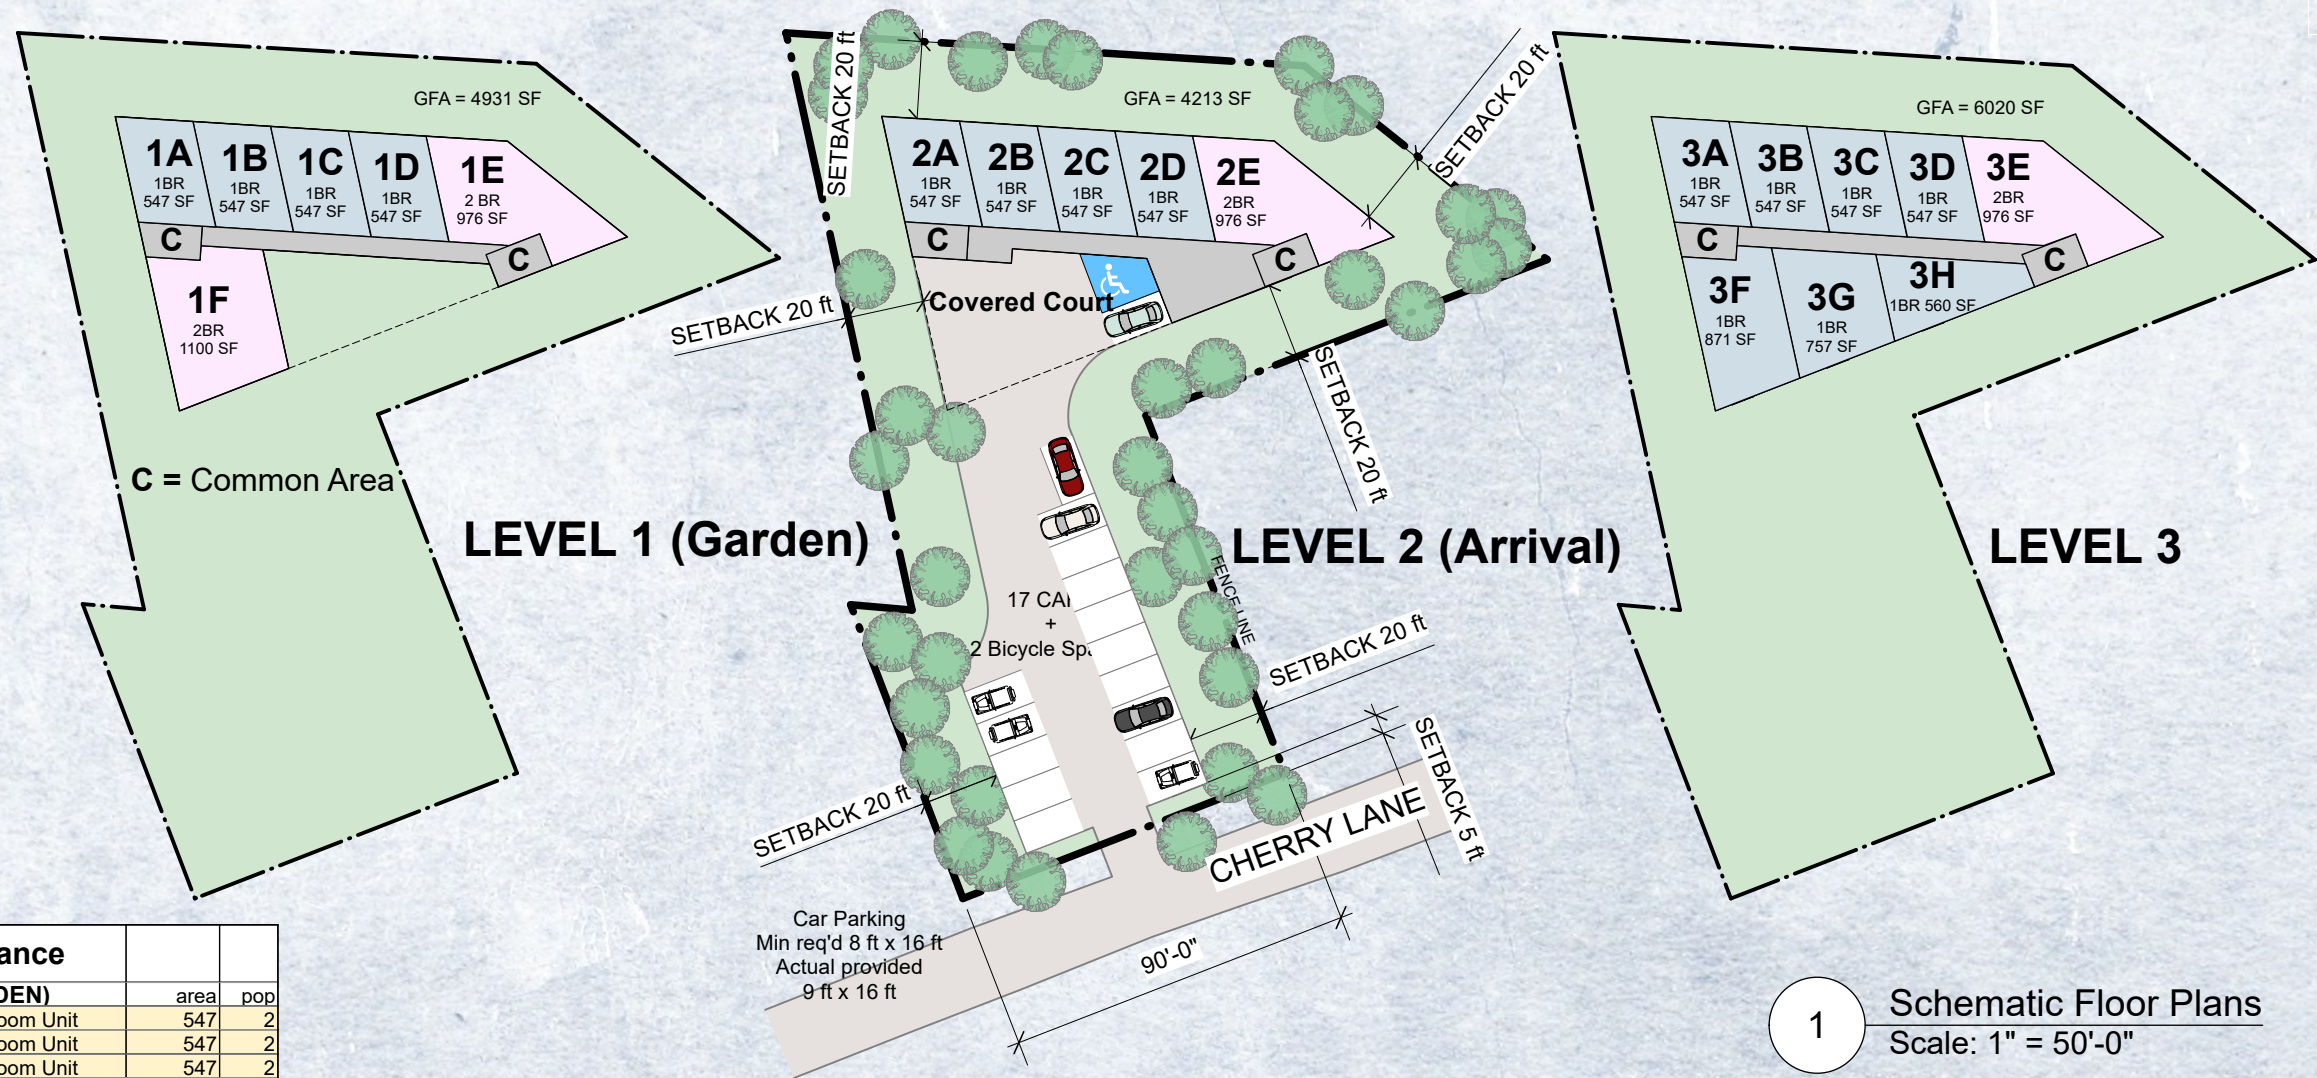 GFA = 4931 SF
1A
1BR
547 SF
1B
1BR
547 SF
1C
1BR
547 SF
1D
1BR
547 SF
1E
2 BR
976 SF
C
C
1F
2BR
1100 SF
C = Common Area
LEVEL 1 (Garden)
SETBACK 20 ft
GFA = 4213 SF
SETBACK 20 ft
2A
1BR
547 SF
2B
1BR
547 SF
2C
1BR
547 SF
2D
1BR
547 SF
2E
2BR
976 SF
C
C
Covered Court
SETBACK 20 ft
SETBACK 20 ft
LEVEL 2 (Arrival)
FENCE LINE
17 CA
+
2 Bicycle Spa
SETBACK 20 ft
SETBACK 20 ft
SETBACK 5 ft
CHERRY LANE
90'-0"
Car Parking
Min req'd 8 ft x 16 ft
Actual provided
9 ft x 16 ft
GFA = 6020 SF
3A
1BR
547 SF
3B
1BR
547 SF
3C
1BR
547 SF
3D
1BR
547 SF
3E
2BR
976 SF
C
C
3F
1BR
871 SF
3G
1BR
757 SF
3H
1BR 560 SF
LEVEL 3
ance
DEN) area pop
oom Unit 547 2
oom Unit 547 2
oom Unit 547 2
1
Schematic Floor Plans
Scale: 1" = 50'-0"